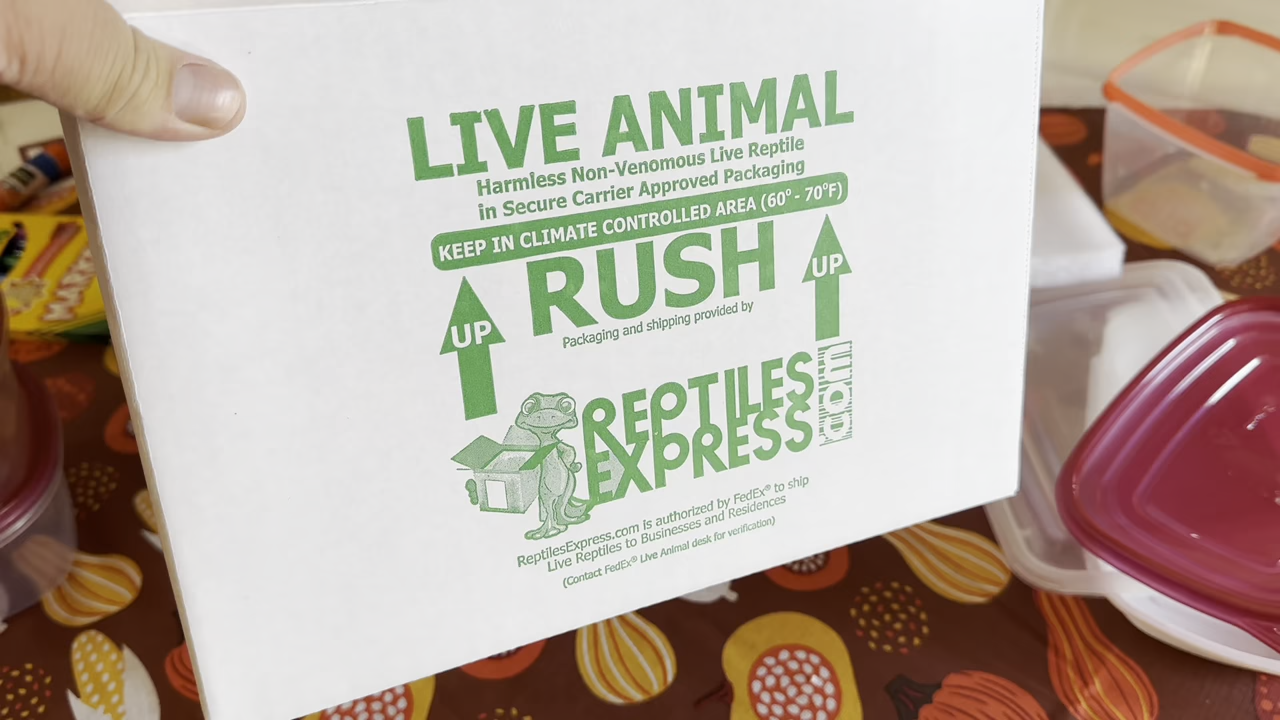 LIVE ANIMAL
Harmless Non-Venomous Live Reptile
in Secure Carrier Approved Packaging
KEEP IN CLIMATE CONTROLLED AREA (60° - 70°F)
RUSH
UP
UP
Packaging and shipping provided by
REPTILES
EXPRESS
.com
ReptilesExpress.com is authorized by FedEx® to ship
Live Reptiles to Businesses and Residences
(Contact FedEx® Live Animal desk for verification)